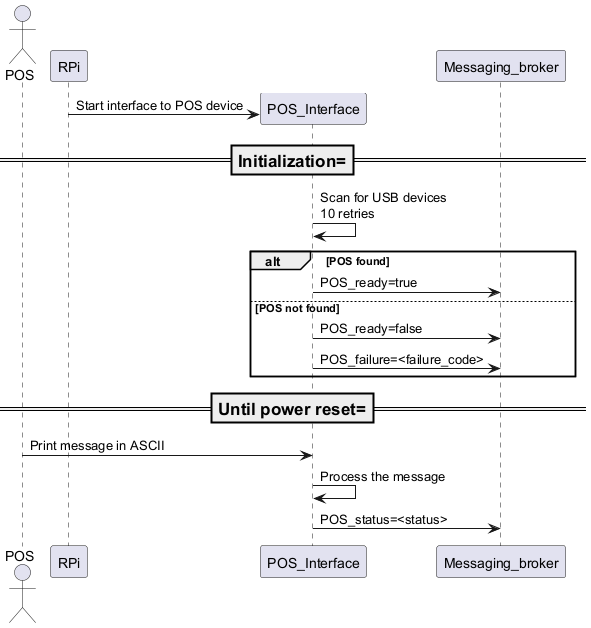 POS
RPi
Messaging_broker
Start interface to POS device
POS_Interface
Initialization=
Scan for USB devices
10 retries
alt [POS found]
POS_ready=true
[POS not found]
POS_ready=false
POS_failure=<failure_code>
Until power reset=
Print message in ASCII
Process the message
POS_status=<status>
POS
RPi
POS_Interface
Messaging_broker